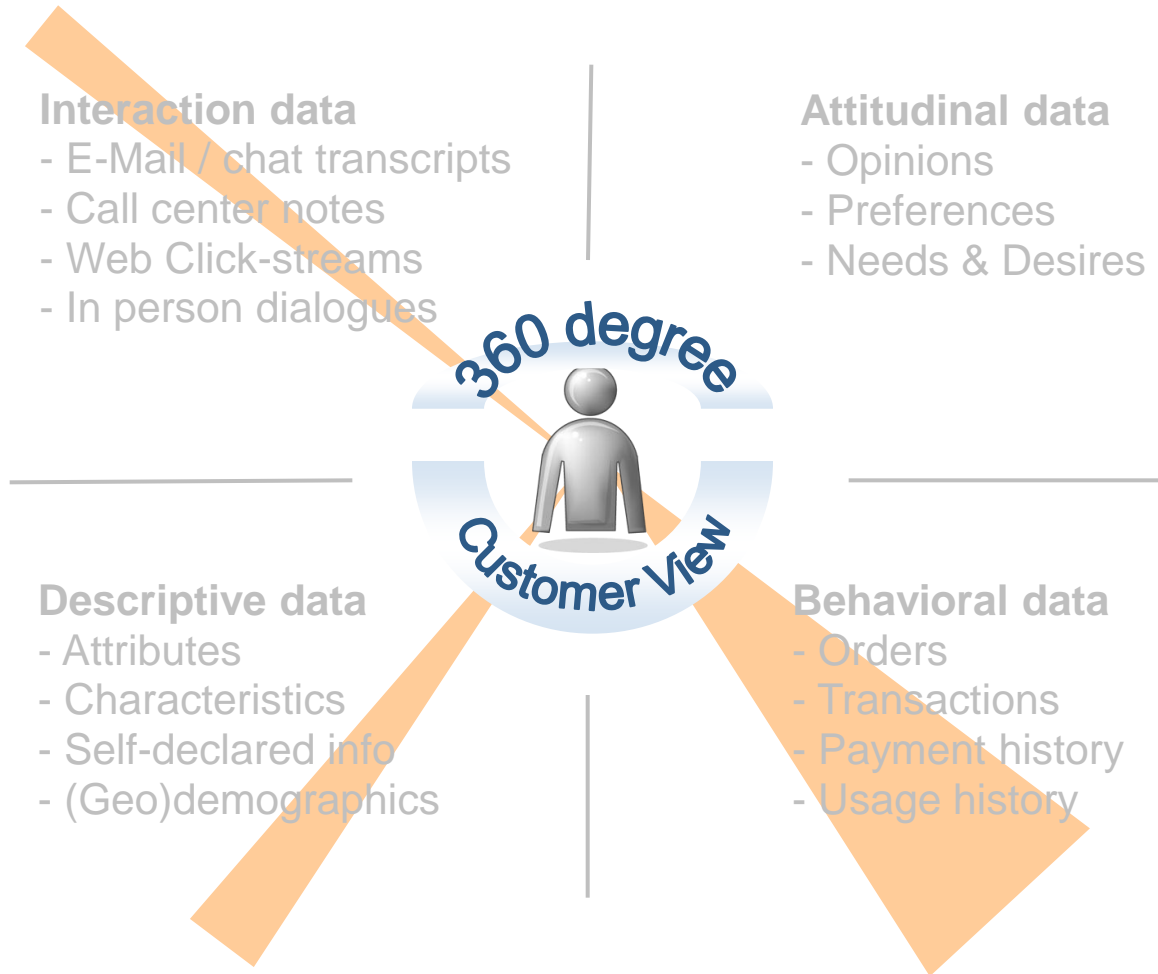 Interaction data
- E-Mail / chat transcripts
- Call center notes
- Web Click-streams
- In person dialogues
Attitudinal data
- Opinions
- Preferences
- Needs & Desires
360 degree
Customer View
Descriptive data
- Attributes
- Characteristics
- Self-declared info
- (Geo)demographics
Behavioral data
- Orders
- Transactions
- Payment history
- Usage history